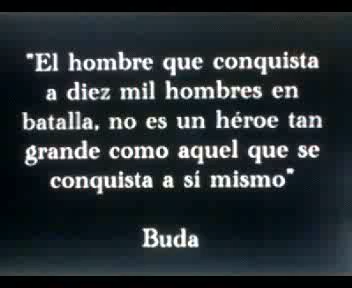 "El hombre que conquista
a diez mil hombres en
batalla, no es un héroe tan
grande como aquel que se
conquista a sí mismo"
Buda